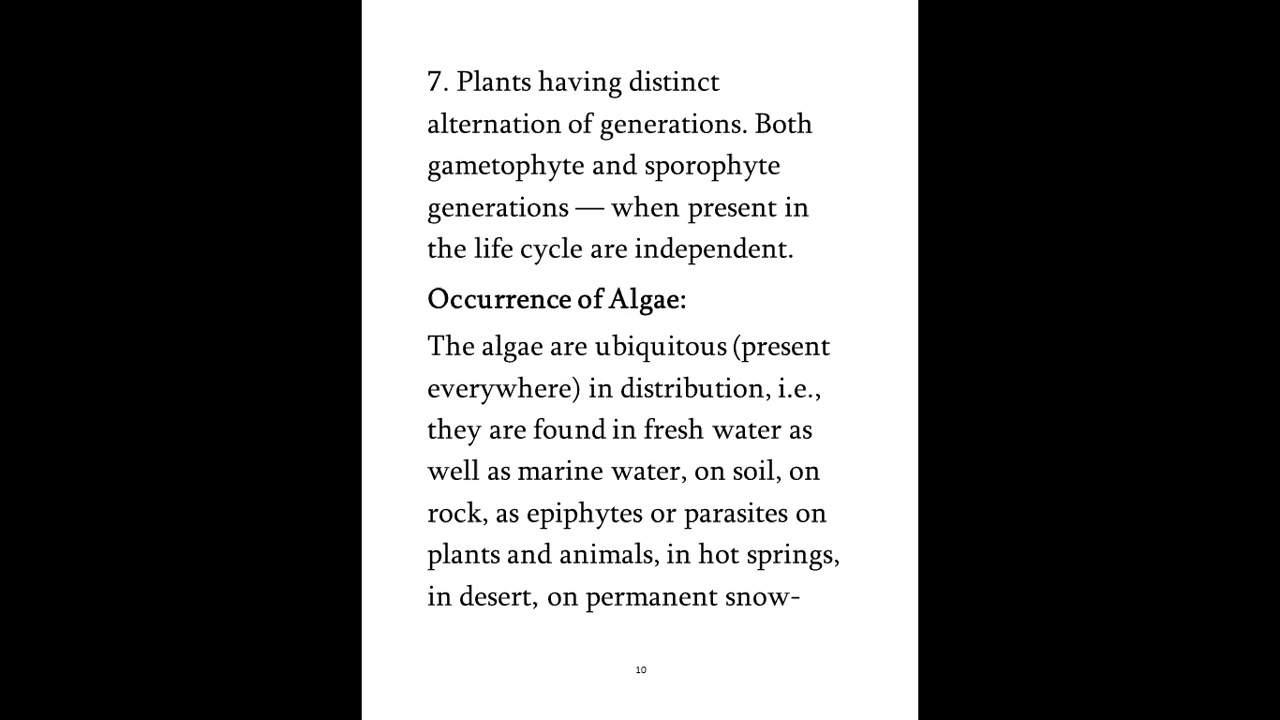 7. Plants having distinct
alternation of generations. Both
gametophyte and sporophyte
generations — when present in
the life cycle are independent.
Occurrence of Algae:
The algae are ubiquitous (present
everywhere) in distribution, i.e.,
they are found in fresh water as
well as marine water, on soil, on
rock, as epiphytes or parasites on
plants and animals, in hot springs,
in desert, on permanent snow-
10